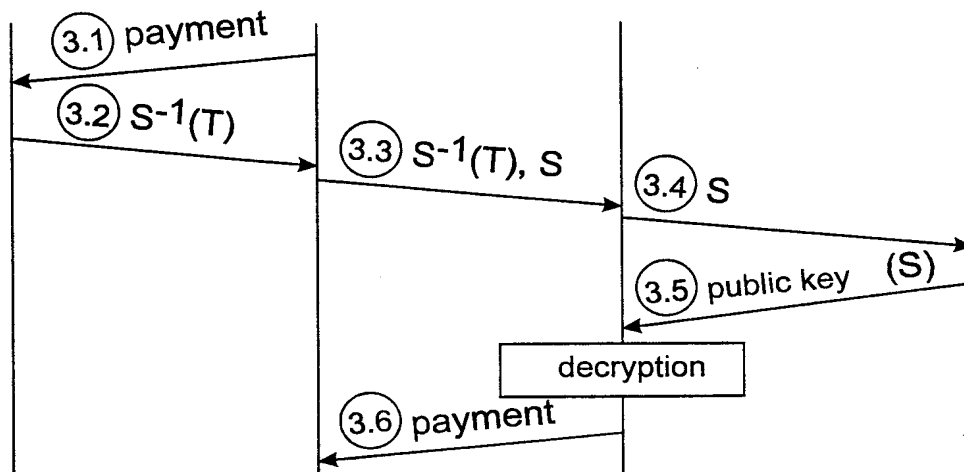 3.1 payment
3.2 S⁻¹(T)
3.3 S⁻¹(T), S
3.4 S
3.5 public key (S)
decryption
3.6 payment